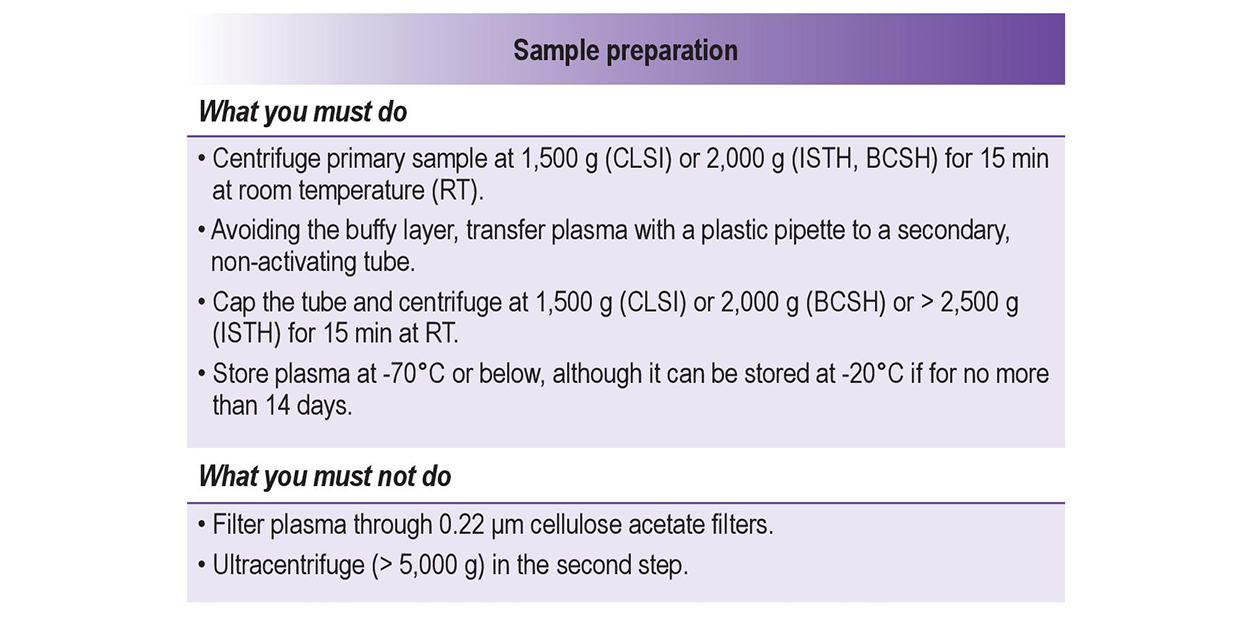 Sample preparation
What you must do
• Centrifuge primary sample at 1,500 g (CLSI) or 2,000 g (ISTH, BCSH) for 15 min
at room temperature (RT).
• Avoiding the buffy layer, transfer plasma with a plastic pipette to a secondary,
non-activating tube.
• Cap the tube and centrifuge at 1,500 g (CLSI) or 2,000 g (BCSH) or > 2,500 g
(ISTH) for 15 min at RT.
• Store plasma at -70°C or below, although it can be stored at -20°C if for no more
than 14 days.
What you must not do
• Filter plasma through 0.22 µm cellulose acetate filters.
• Ultracentrifuge (> 5,000 g) in the second step.